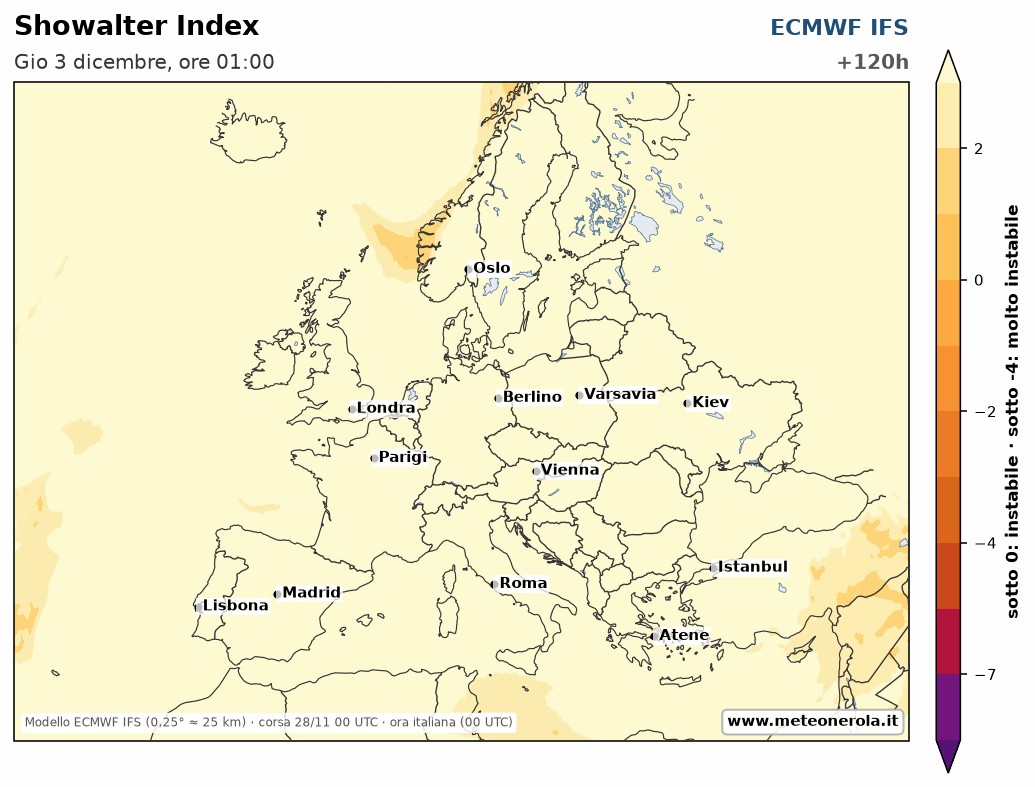 Showalter Index
ECMWF IFS
Gio 3 dicembre, ore 01:00
+120h
Oslo
Londra
Berlino
Varsavia
Kiev
Parigi
Vienna
Istanbul
Roma
Madrid
Lisbona
Atene
Modello ECMWF IFS (0,25° ≈ 25 km) · corsa 28/11 00 UTC · ora italiana (00 UTC)
www.meteonerola.it
2
0
−2
−4
−7
sotto 0: instabile · sotto -4: molto instabile